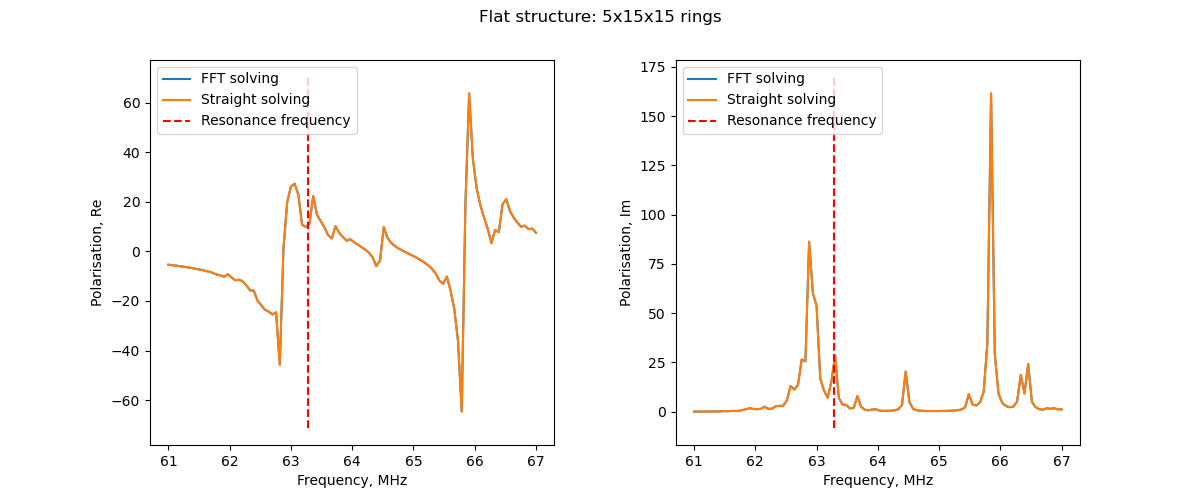 Flat structure: 5x15x15 rings
FFT solving
Straight solving
Resonance frequency
60
40
20
0
−20
−40
−60
Polarisation, Re
61
62
63
64
65
66
67
Frequency, MHz
FFT solving
Straight solving
Resonance frequency
175
150
125
100
75
50
25
0
Polarisation, Im
61
62
63
64
65
66
67
Frequency, MHz